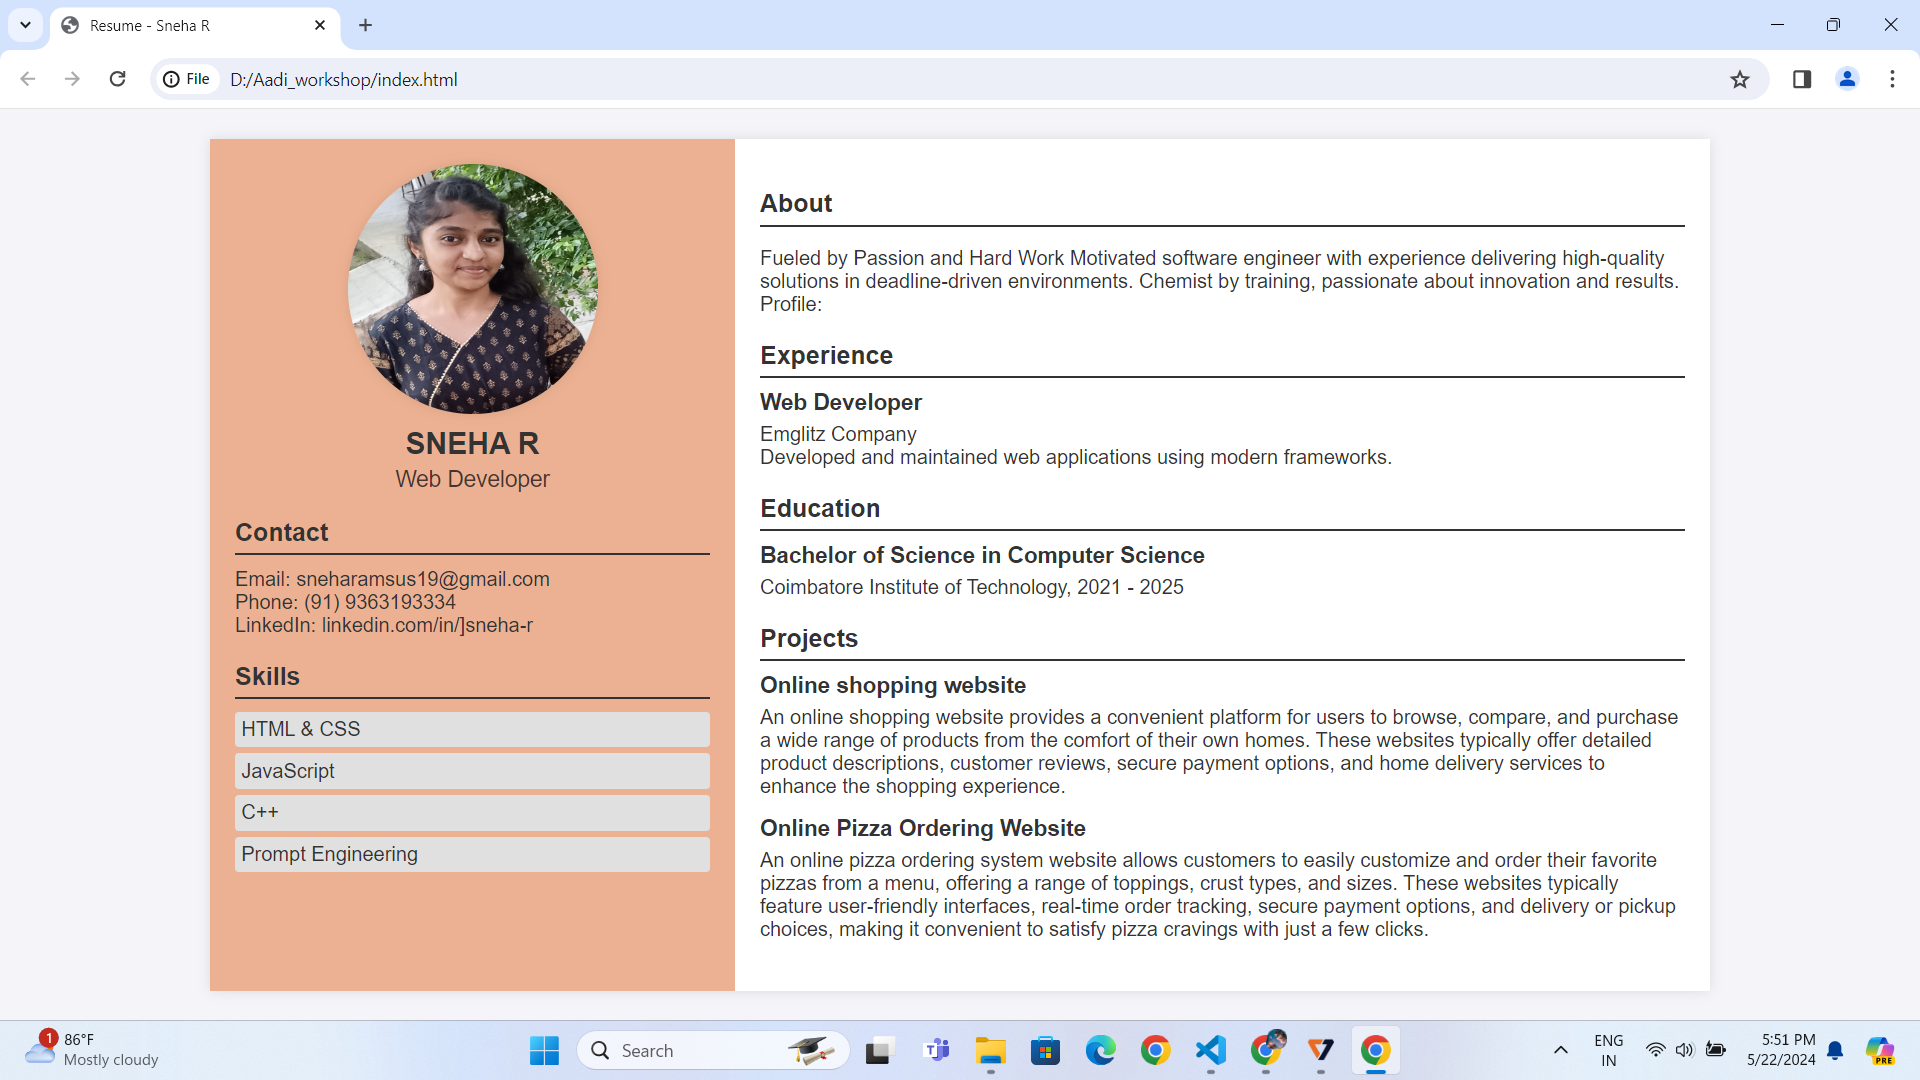 Resume - Sneha R
File
D:/Aadi_workshop/index.html
SNEHA R
Web Developer
Contact
Email: sneharamsus19@gmail.com
Phone: (91) 9363193334
LinkedIn: linkedin.com/in/]sneha-r
Skills
HTML & CSS
JavaScript
C++
Prompt Engineering
About
Fueled by Passion and Hard Work Motivated software engineer with experience delivering high-quality
solutions in deadline-driven environments. Chemist by training, passionate about innovation and results.
Profile:
Experience
Web Developer
Emglitz Company
Developed and maintained web applications using modern frameworks.
Education
Bachelor of Science in Computer Science
Coimbatore Institute of Technology, 2021 - 2025
Projects
Online shopping website
An online shopping website provides a convenient platform for users to browse, compare, and purchase
a wide range of products from the comfort of their own homes. These websites typically offer detailed
product descriptions, customer reviews, secure payment options, and home delivery services to
enhance the shopping experience.
Online Pizza Ordering Website
An online pizza ordering system website allows customers to easily customize and order their favorite
pizzas from a menu, offering a range of toppings, crust types, and sizes. These websites typically
feature user-friendly interfaces, real-time order tracking, secure payment options, and delivery or pickup
choices, making it convenient to satisfy pizza cravings with just a few clicks.
1
86°F
Mostly cloudy
Search
ENG
IN
5:51 PM
5/22/2024
PRE